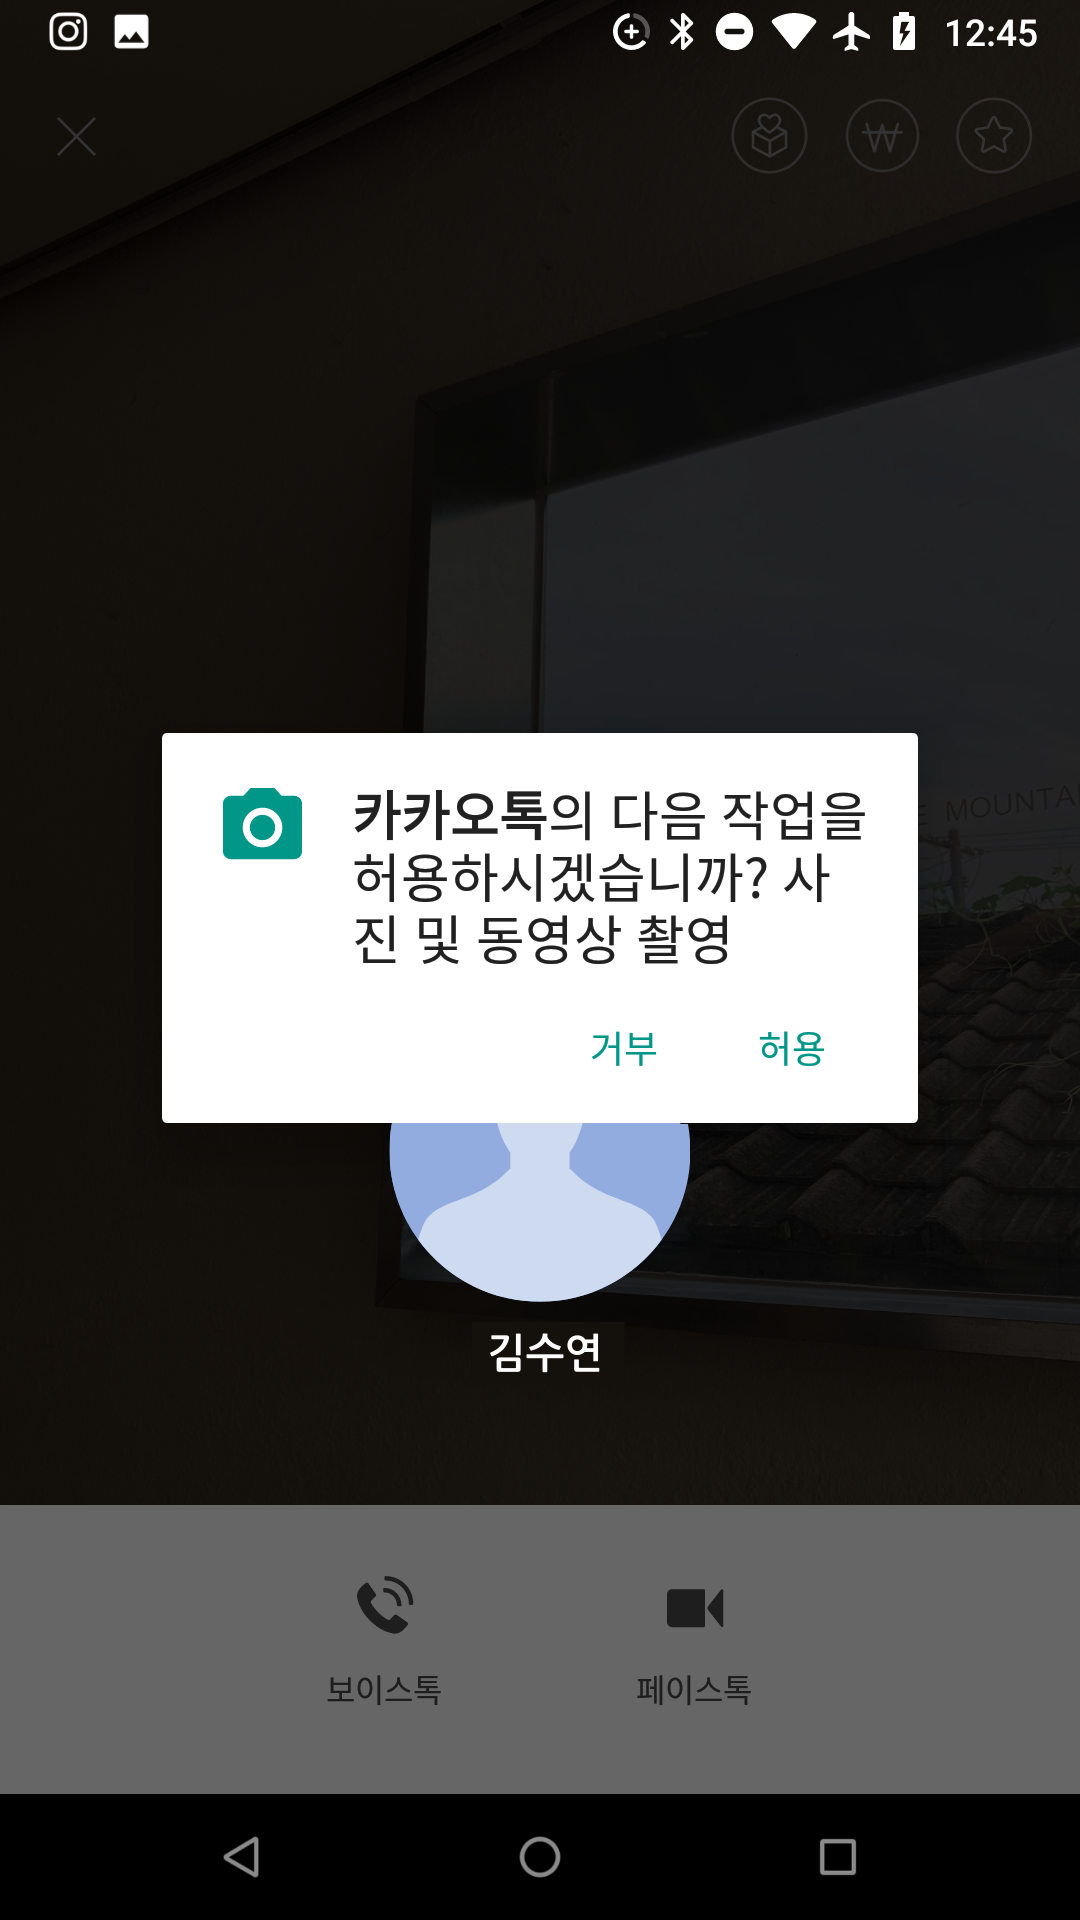 12:45
MOUNTA
카카오톡의 다음 작업을
허용하시겠습니까? 사
진 및 동영상 촬영
거부 허용
김수연
보이스톡 페이스톡